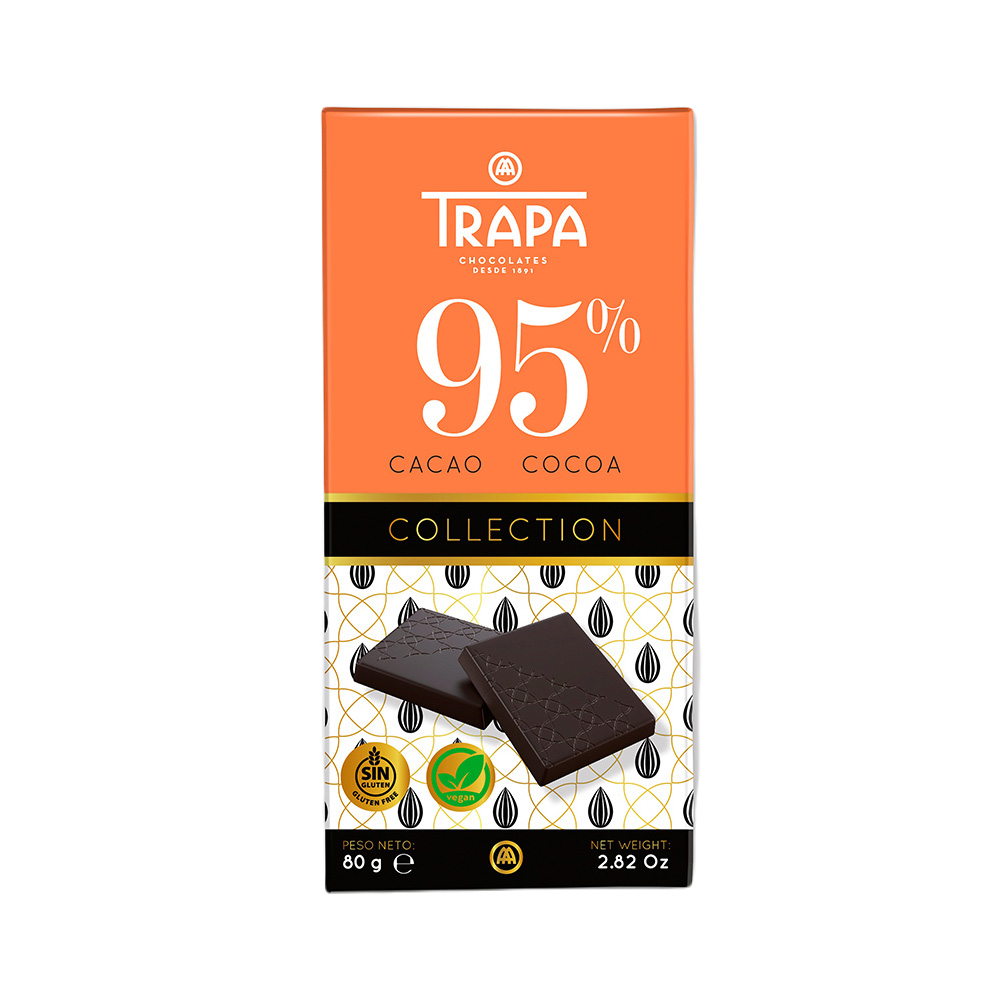 TRAPA
CHOCOLATES
DESDE 1891
95%
CACAO COCOA
COLLECTION
SIN
GLUTEN
GLUTEN FREE
vegan
PESO NETO:
80 g ℮
NET WEIGHT:
2.82 Oz